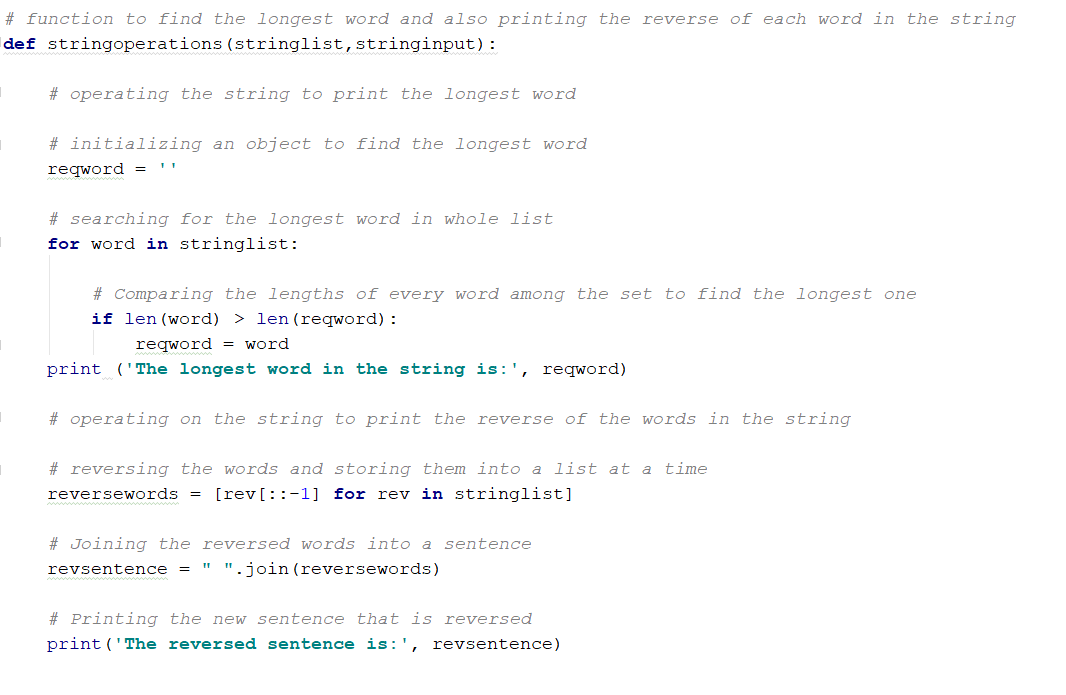 # function to find the longest word and also printing the reverse of each word in the string
def stringoperations(stringlist,stringinput):
# operating the string to print the longest word
# initializing an object to find the longest word
reqword = ''
# searching for the longest word in whole list
for word in stringlist:
# Comparing the lengths of every word among the set to find the longest one
if len(word) > len(reqword):
reqword = word
print ('The longest word in the string is:', reqword)
# operating on the string to print the reverse of the words in the string
# reversing the words and storing them into a list at a time
reversewords = [rev[::-1] for rev in stringlist]
# Joining the reversed words into a sentence
revsentence = " ".join(reversewords)
# Printing the new sentence that is reversed
print('The reversed sentence is:', revsentence)